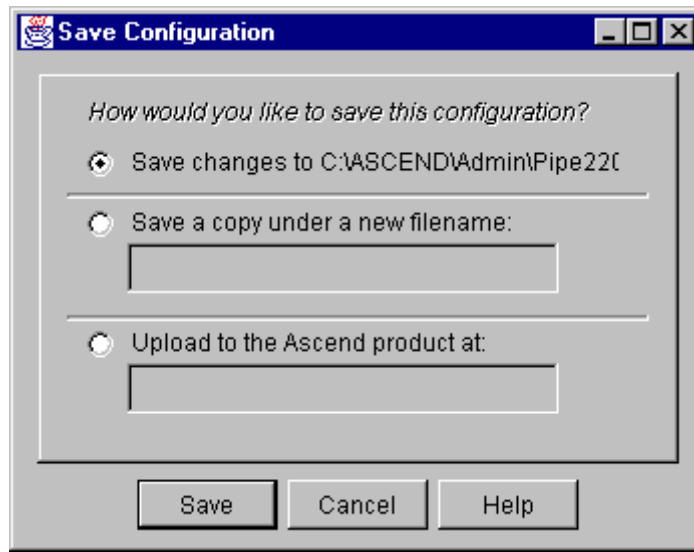 Save Configuration
How would you like to save this configuration?
Save changes to C:\ASCEND\Admin\Pipe220
Save a copy under a new filename:
Upload to the Ascend product at:
Save Cancel Help